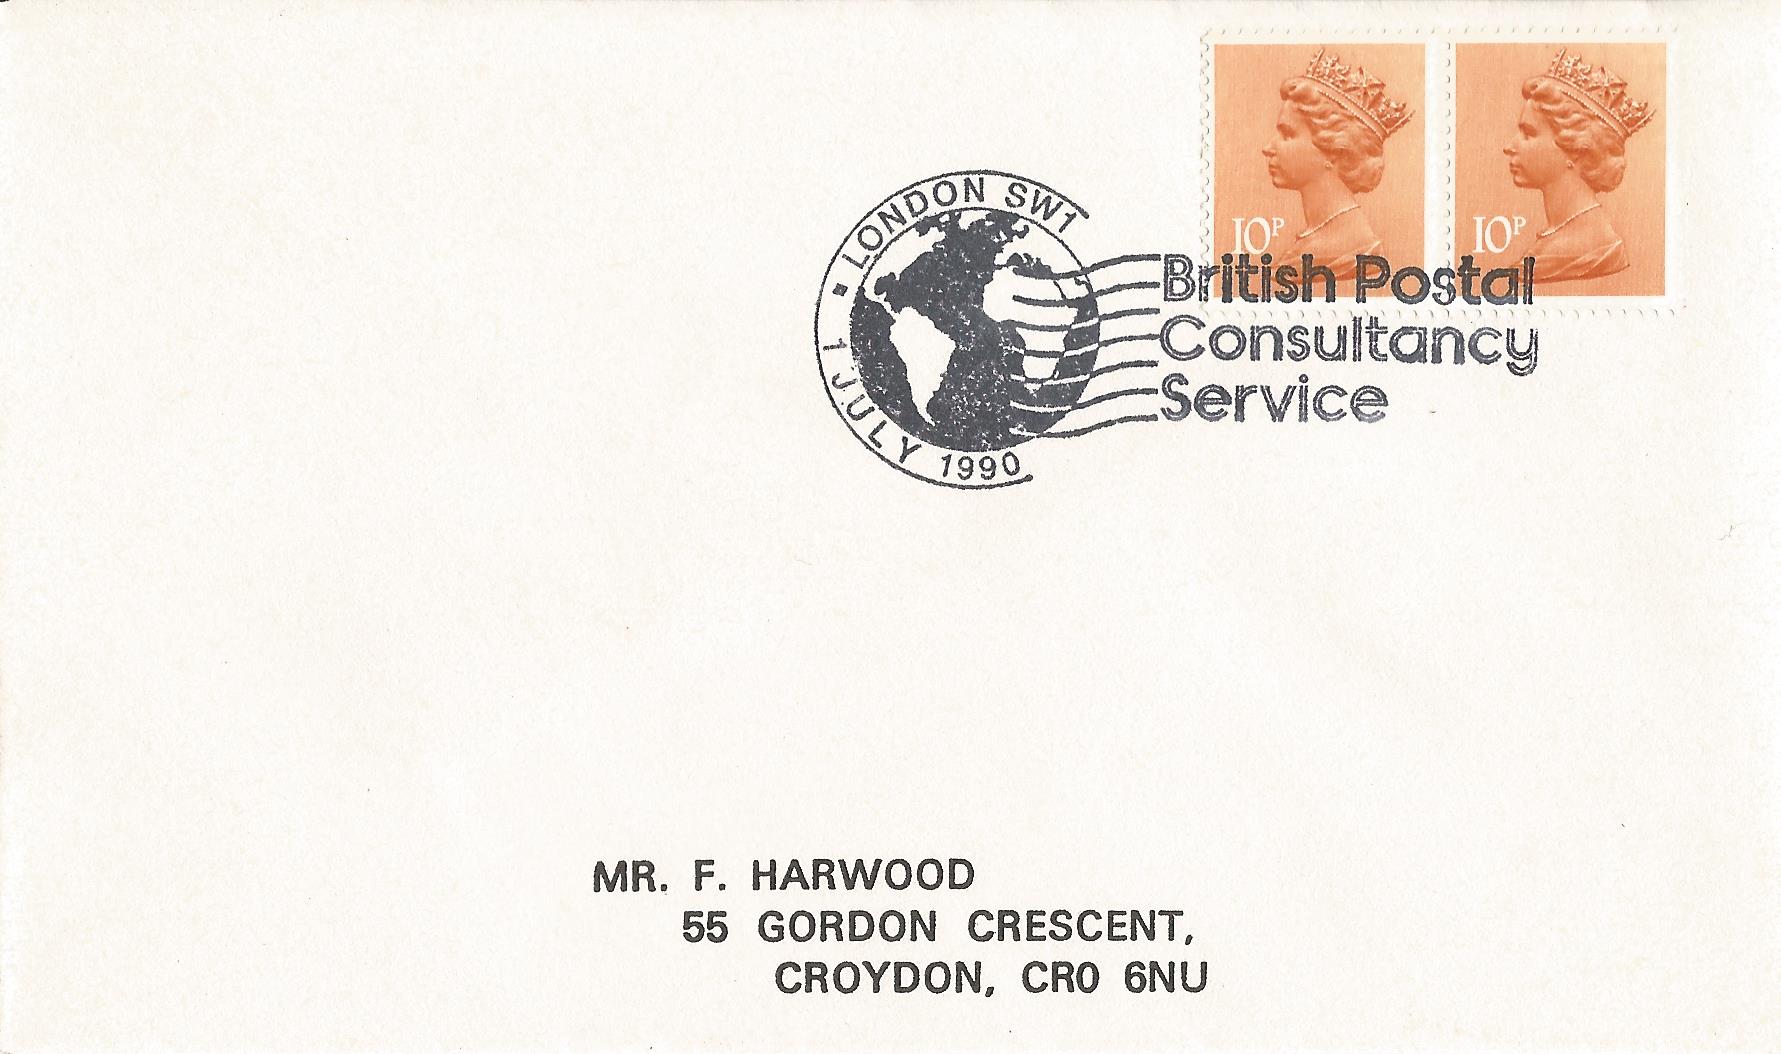 10P 10P
LONDON SW1
1 JULY 1990
British Postal
Consultancy
Service
MR. F. HARWOOD
55 GORDON CRESCENT,
CROYDON, CR0 6NU